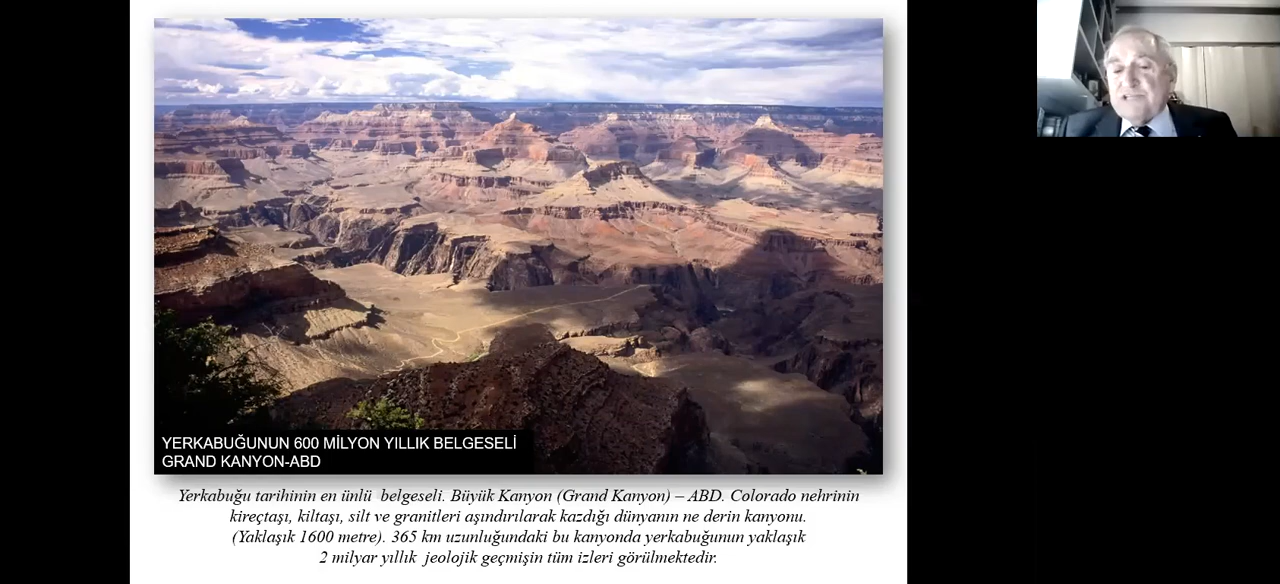 YERKABUĞUNUN 600 MİLYON YILLIK BELGESELİ
GRAND KANYON-ABD
Yerkabuğu tarihinin en ünlü belgeseli. Büyük Kanyon (Grand Kanyon) – ABD. Colorado nehrinin
kireçtaşı, kiltaşı, silt ve granitleri aşındırılarak kazdığı dünyanın ne derin kanyonu.
(Yaklaşık 1600 metre). 365 km uzunluğundaki bu kanyonda yerkabuğunun yaklaşık
2 milyar yıllık jeolojik geçmişin tüm izleri görülmektedir.